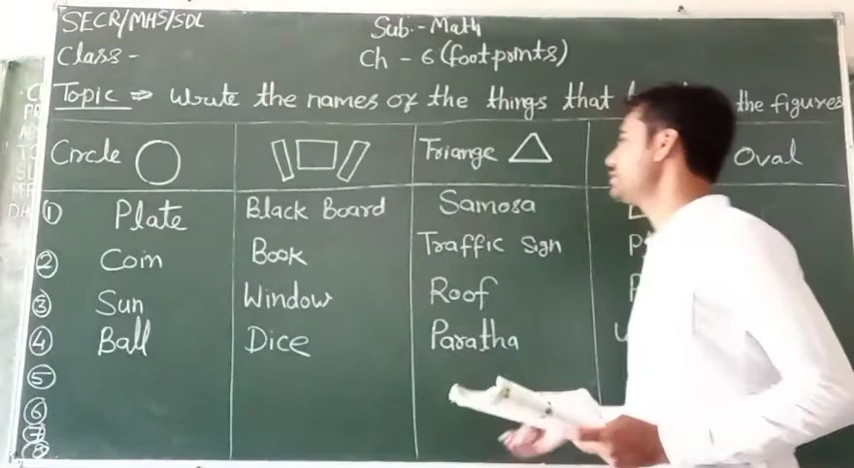 SECR/MHS/SDL
Sub.- Math
Class -
Ch - 6 (footprints)
Topic ⇒ Write the names of the things that the figures
Circle Triange Oval
① Plate Black Board Samosa
② Coin Book Traffic Sign
③ Sun Window Roof
④ Ball Dice Paratha
⑤
⑥
⑦
⑧